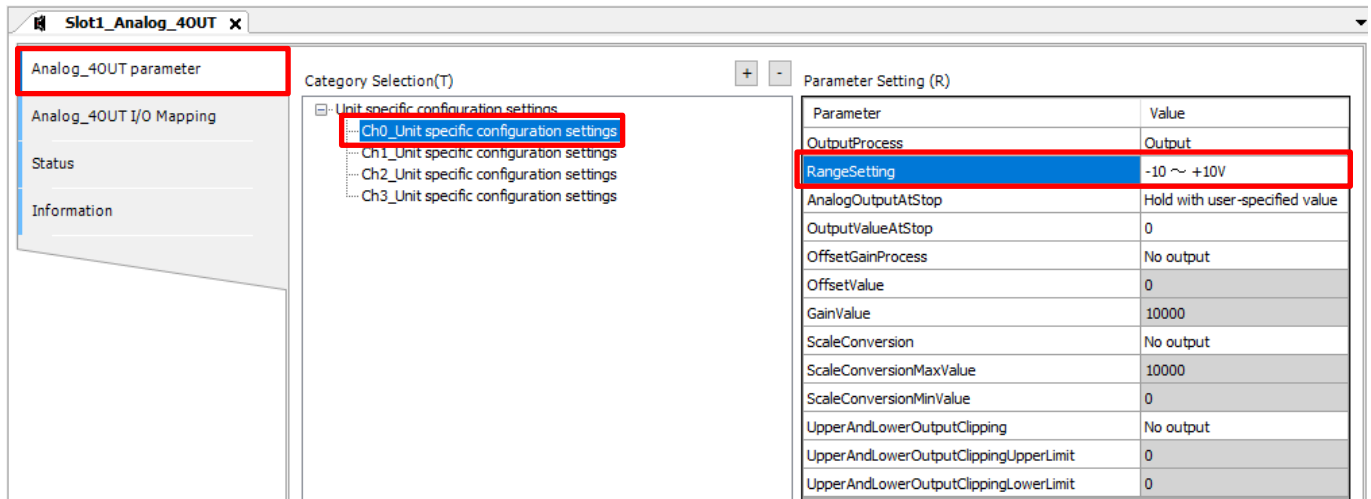 Slot1_Analog_4OUT x
Analog_4OUT parameter
Analog_4OUT I/O Mapping
Status
Information
Category Selection(T)
+ -
Unit specific configuration settings
Ch0_Unit specific configuration settings
Ch1_Unit specific configuration settings
Ch2_Unit specific configuration settings
Ch3_Unit specific configuration settings
Parameter Setting (R)
Parameter Value
OutputProcess Output
RangeSetting -10 ～ +10V
AnalogOutputAtStop Hold with user-specified value
OutputValueAtStop 0
OffsetGainProcess No output
OffsetValue 0
GainValue 10000
ScaleConversion No output
ScaleConversionMaxValue 10000
ScaleConversionMinValue 0
UpperAndLowerOutputClipping No output
UpperAndLowerOutputClippingUpperLimit 0
UpperAndLowerOutputClippingLowerLimit 0